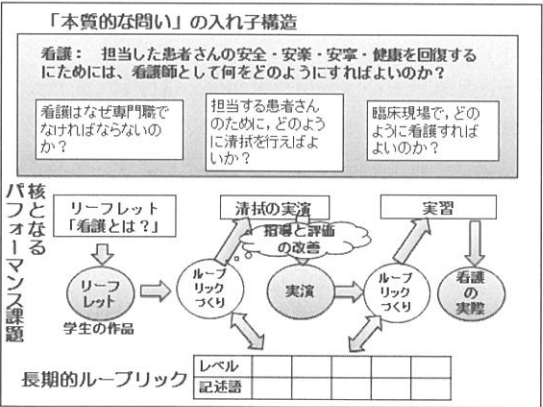 「本質的な問い」の入れ子構造
看護： 担当した患者さんの安全・安楽・安寧・健康を回復する
にためには、看護師として何をどのようにすればよいのか？
看護はなぜ専門職で
なければならないの
か？
担当する患者さん
のために，どのよう
に清拭を行えばよ
いか？
臨床現場で，どの
ように看護すれば
よいのか？
核となる
パフォーマンス課題
リーフレット
「看護とは？」
清拭の実演
実習
指導と評価
の改善
リーフ
レット
ルーブ
リック
づくり
実演
ルーブ
リック
づくり
看護
の
実際
学生の作品
長期的ルーブリック
レベル
記述語